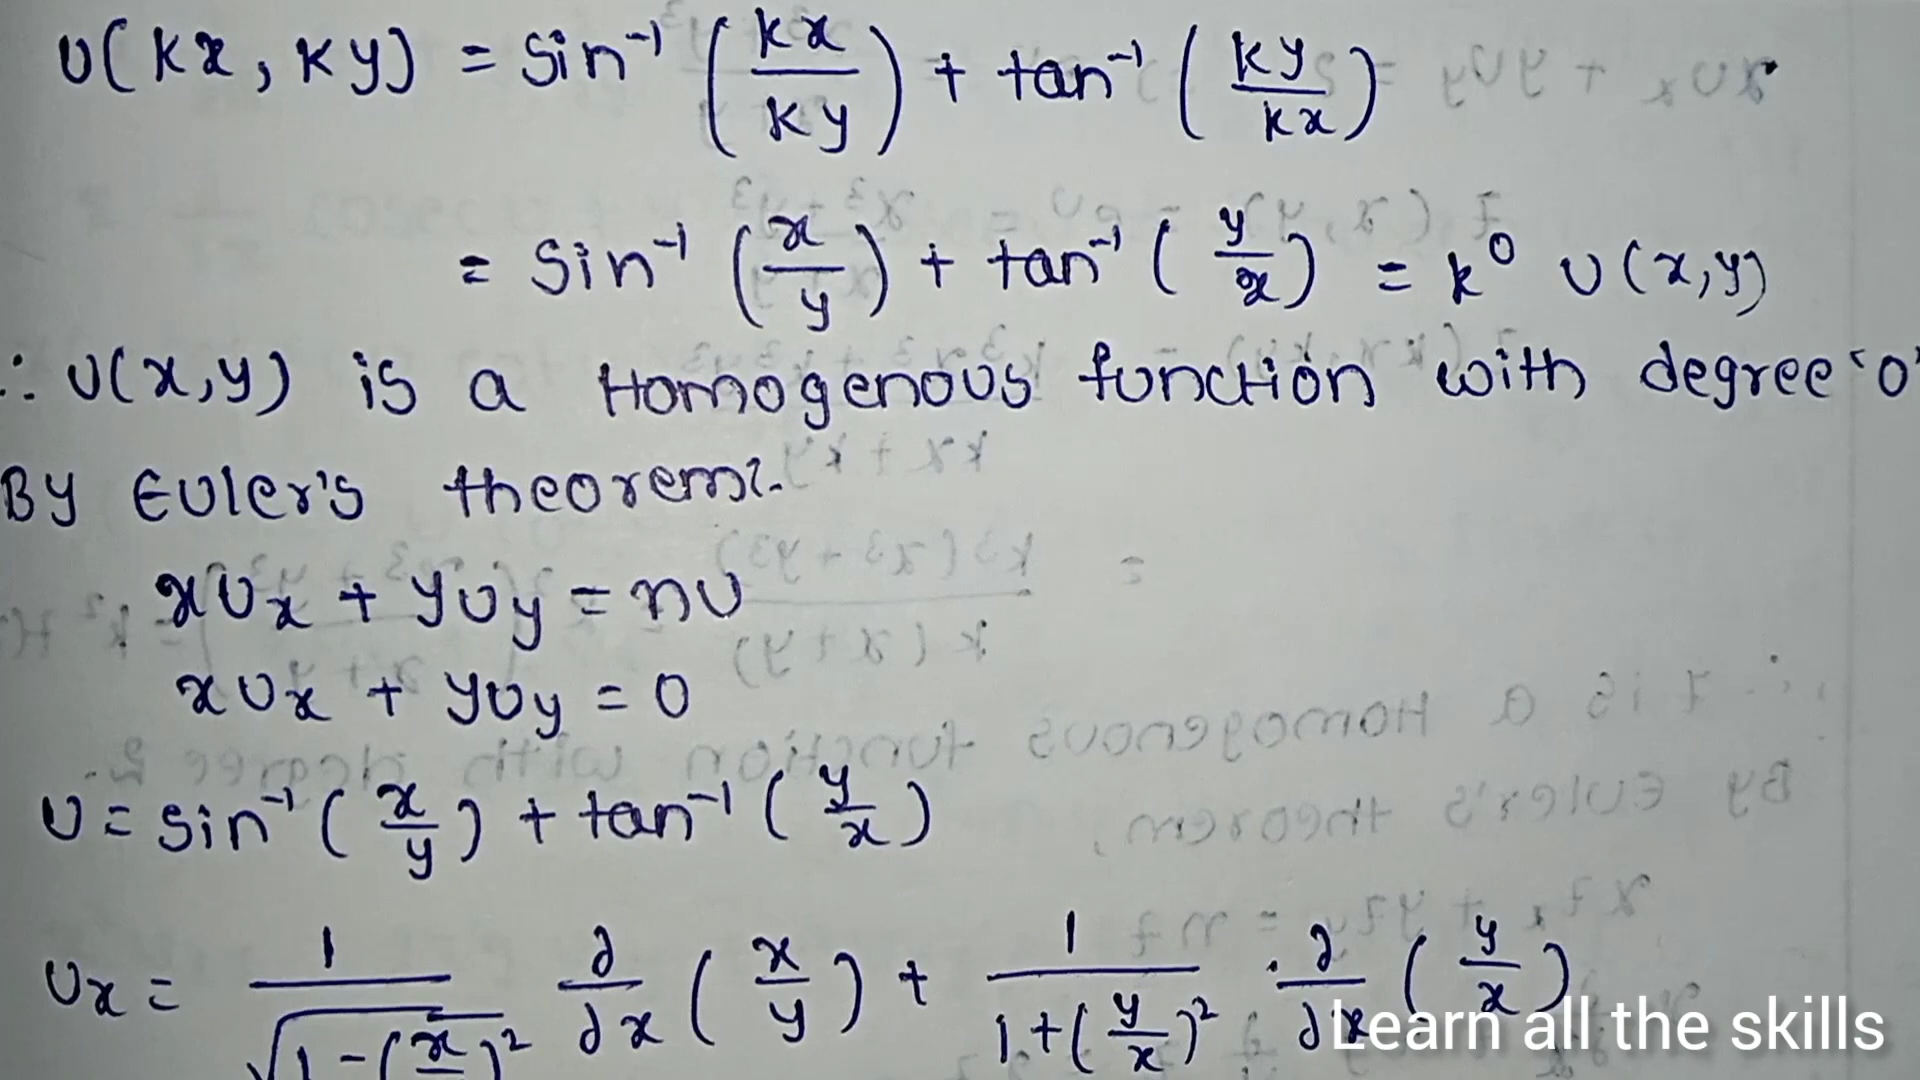 U(kx, ky) = sin⁻¹ (kx/ky) + tan⁻¹ (ky/kx)
= sin⁻¹ (x/y) + tan⁻¹ (y/x) = k⁰ U(x,y)
∴ U(x,y) is a Homogenous function with degree '0'
By Euler's theorem:-
xUx + yUy = nU
xUx + yUy = 0
U = sin⁻¹ (x/y) + tan⁻¹ (y/x)
Ux = 1/√1-(x/)² ∂/∂x (x/y) + 1/1+(y/x)² · ∂/∂x (y/x)
Learn all the skills